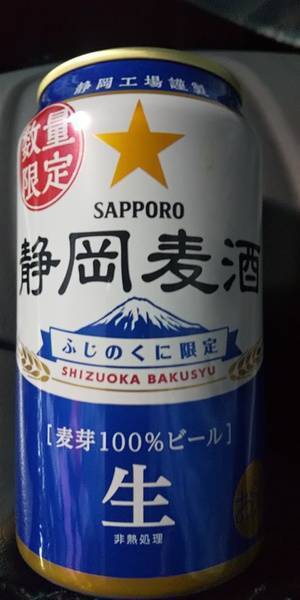 静岡工場謹製
数量
限定
SAPPORO
静岡麦酒
ふじのくに限定
SHIZUOKA BAKUSYU
[麦芽100%ビール]
生
非熱処理